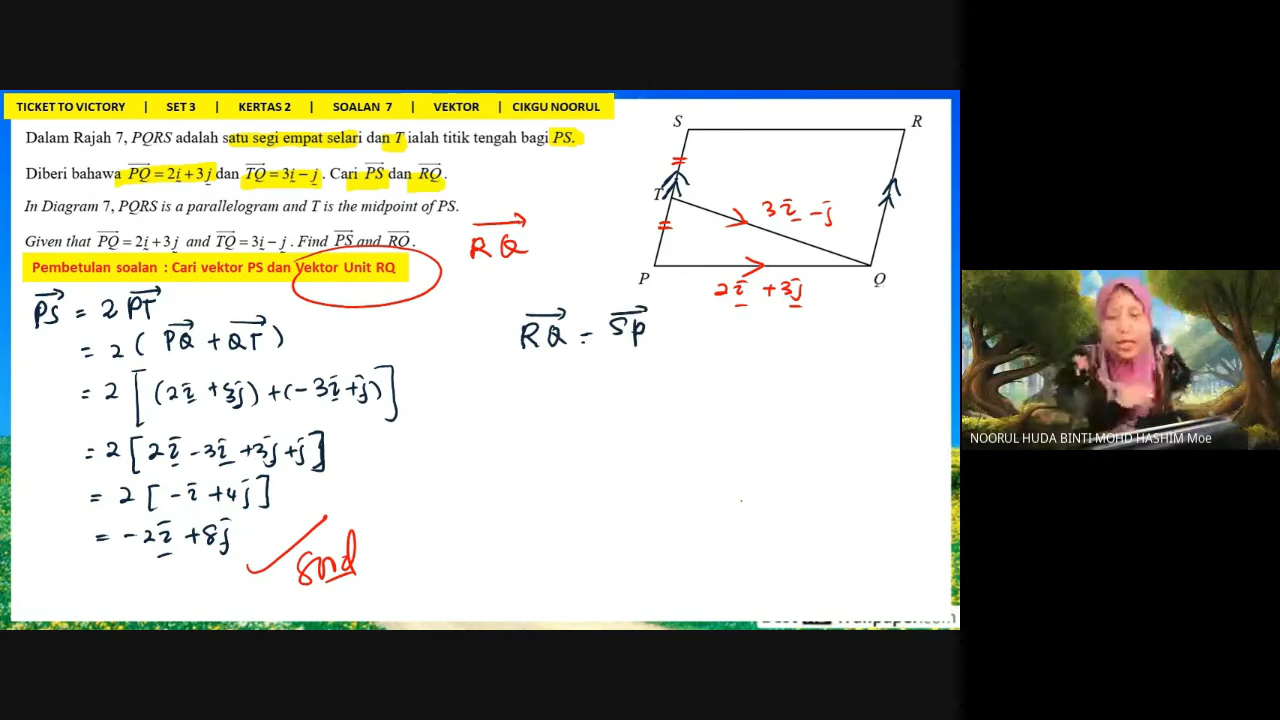 TICKET TO VICTORY | SET 3 | KERTAS 2 | SOALAN 7 | VEKTOR | CIKGU NOORUL
Dalam Rajah 7, PQRS adalah satu segi empat selari dan T ialah titik tengah bagi PS.
Diberi bahawa PQ = 2i + 3j dan TQ = 3i − j . Cari PS dan RQ .
In Diagram 7, PQRS is a parallelogram and T is the midpoint of PS.
Given that PQ = 2i + 3j and TQ = 3i − j . Find PS and RQ .
Pembetulan soalan : Cari vektor PS dan Vektor Unit RQ
RQ
PS = 2 PT
= 2 ( PQ + QT )
= 2 [ (2i + 3j) + (-3i + j) ]
= 2 [ 2i - 3i + 3j + j ]
= 2 [ -i + 4j ]
= -2i + 8j
RQ = SP
S
R
T
3i - j
P
Q
2i + 3j
NOORUL HUDA BINTI MOHD HASHIM Moe